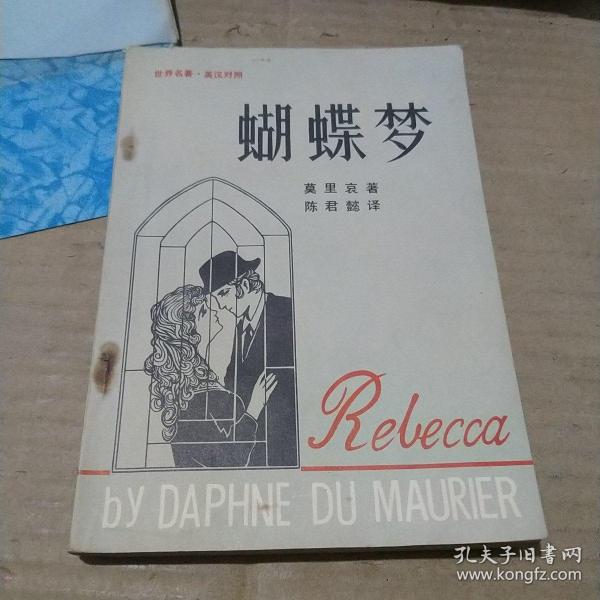 世界名著·英汉对照
蝴蝶梦
莫里哀著
陈君懿译
Rebecca
by DAPHNE DU MAURIER
孔夫子旧书网
www.kongfz.com